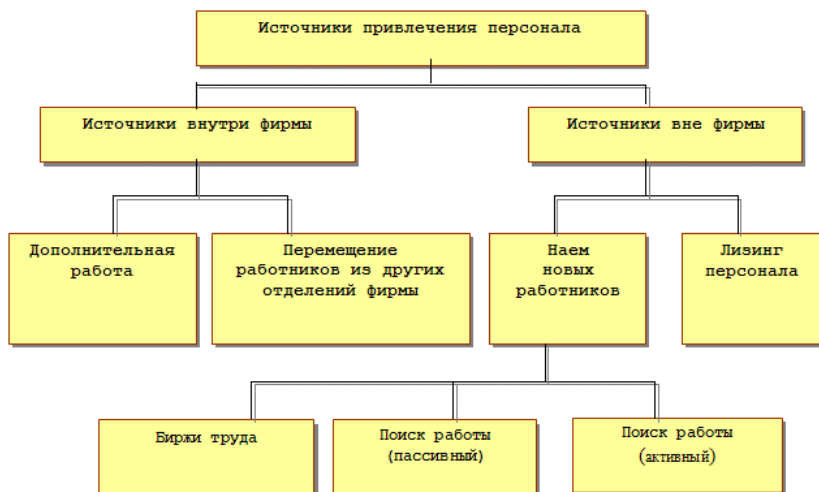 Источники привлечения персонала
Источники внутри фирмы
Источники вне фирмы
Дополнительная
работа
Перемещение
работников из других
отделений фирмы
Наем
новых
работников
Лизинг
персонала
Биржи труда
Поиск работы
(пассивный)
Поиск работы
(активный)